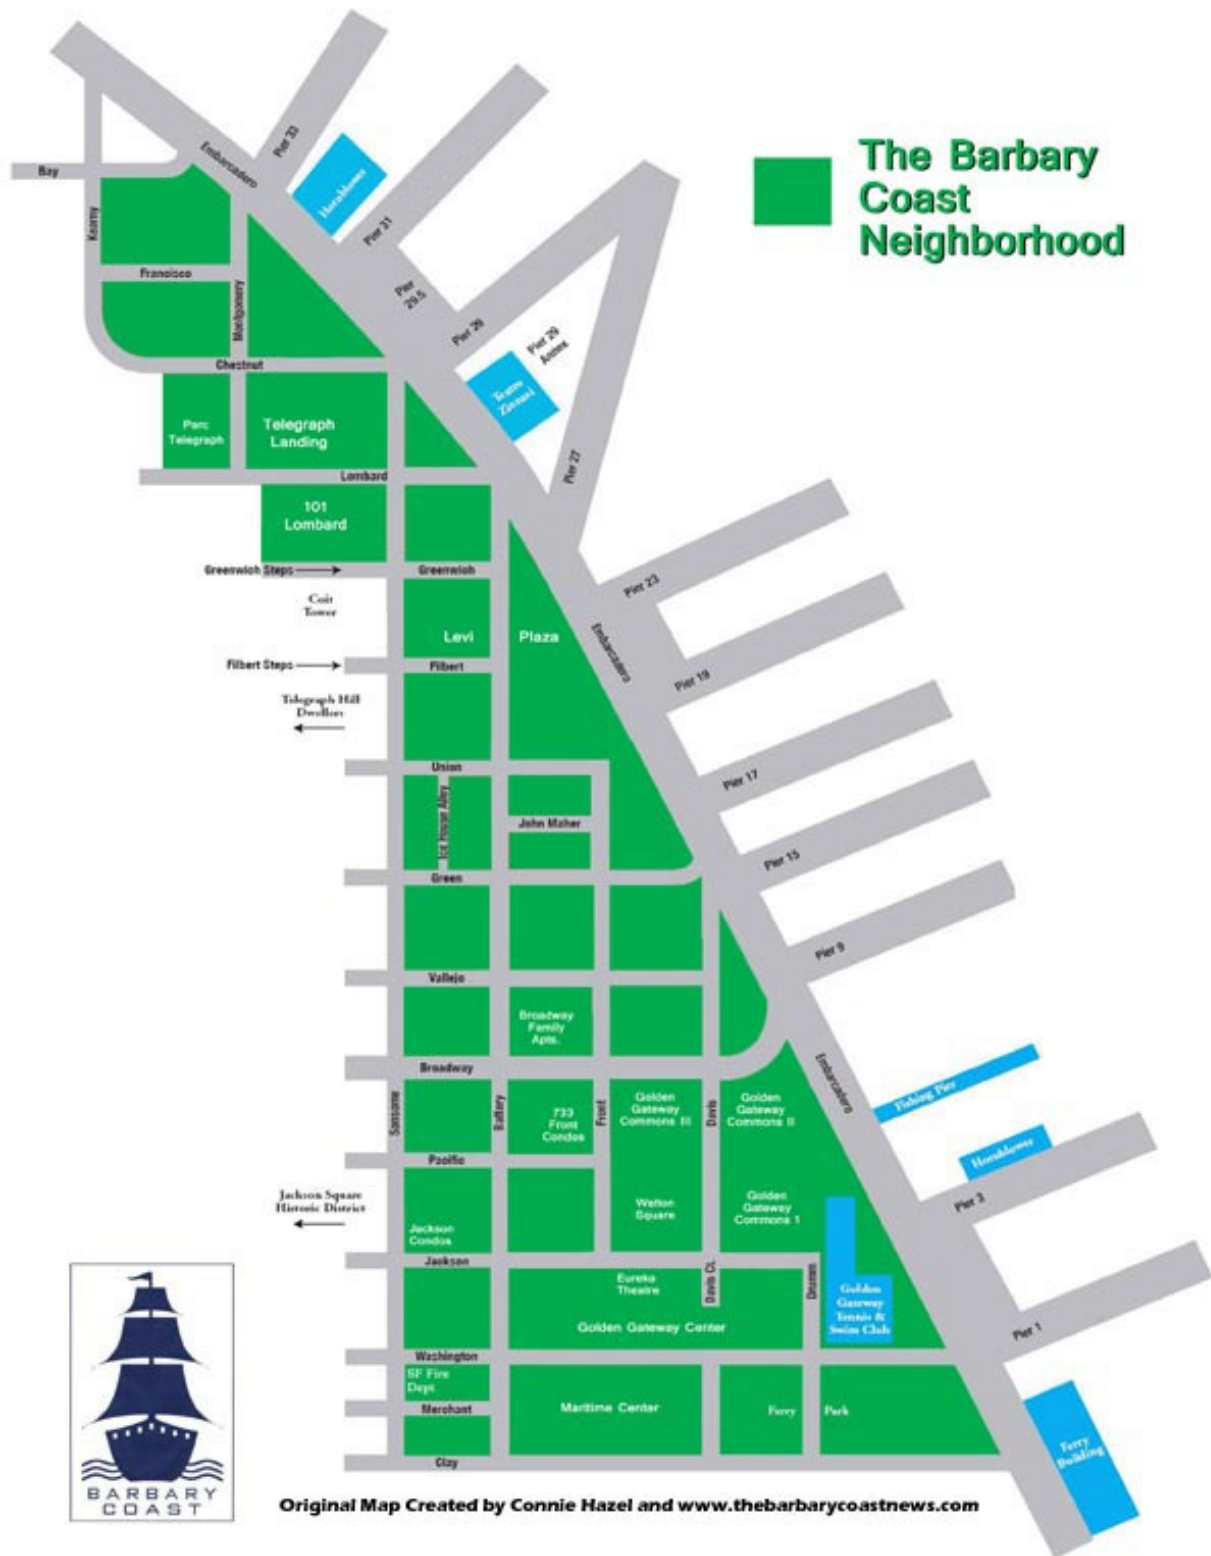 The Barbary
Coast
Neighborhood
Pier 33
Embarcadero
Bay
Hornblower
Kearny
Pier 31
Francisco
Montgomery
Pier
29.5
Pier 29
Pier 29
Annex
Chestnut
Teatro
Zinzani
Parc
Telegraph
Telegraph
Landing
Pier 27
Lombard
101
Lombard
Greenwich Steps
Greenwich
Pier 23
Coit
Tower
Levi
Plaza
Embarcadero
Filbert Steps
Filbert
Pier 19
Telegraph Hill
Dwellers
Union
Pier 17
Ice House Alley
John Maher
Pier 15
Green
Pier 9
Vallejo
Broadway
Family
Apts.
Broadway
Embarcadero
Fishing Pier
Sansome
Battery
733
Front
Condos
Front
Golden
Gateway
Commons III
Davis
Golden
Gateway
Commons II
Hornblower
Pacific
Pier 3
Jackson Square
Historic District
Walton
Square
Golden
Gateway
Commons 1
Jackson
Condos
Jackson
Eureka
Theatre
Davis Ct.
Drumm
Golden
Gateway
Tennis &
Swim Club
Golden Gateway Center
Pier 1
Washington
SF Fire
Dept
Merchant
Maritime Center
Ferry
Park
Ferry
Building
Clay
BARBARY
COAST
Original Map Created by Connie Hazel and www.thebarbarycoastnews.com